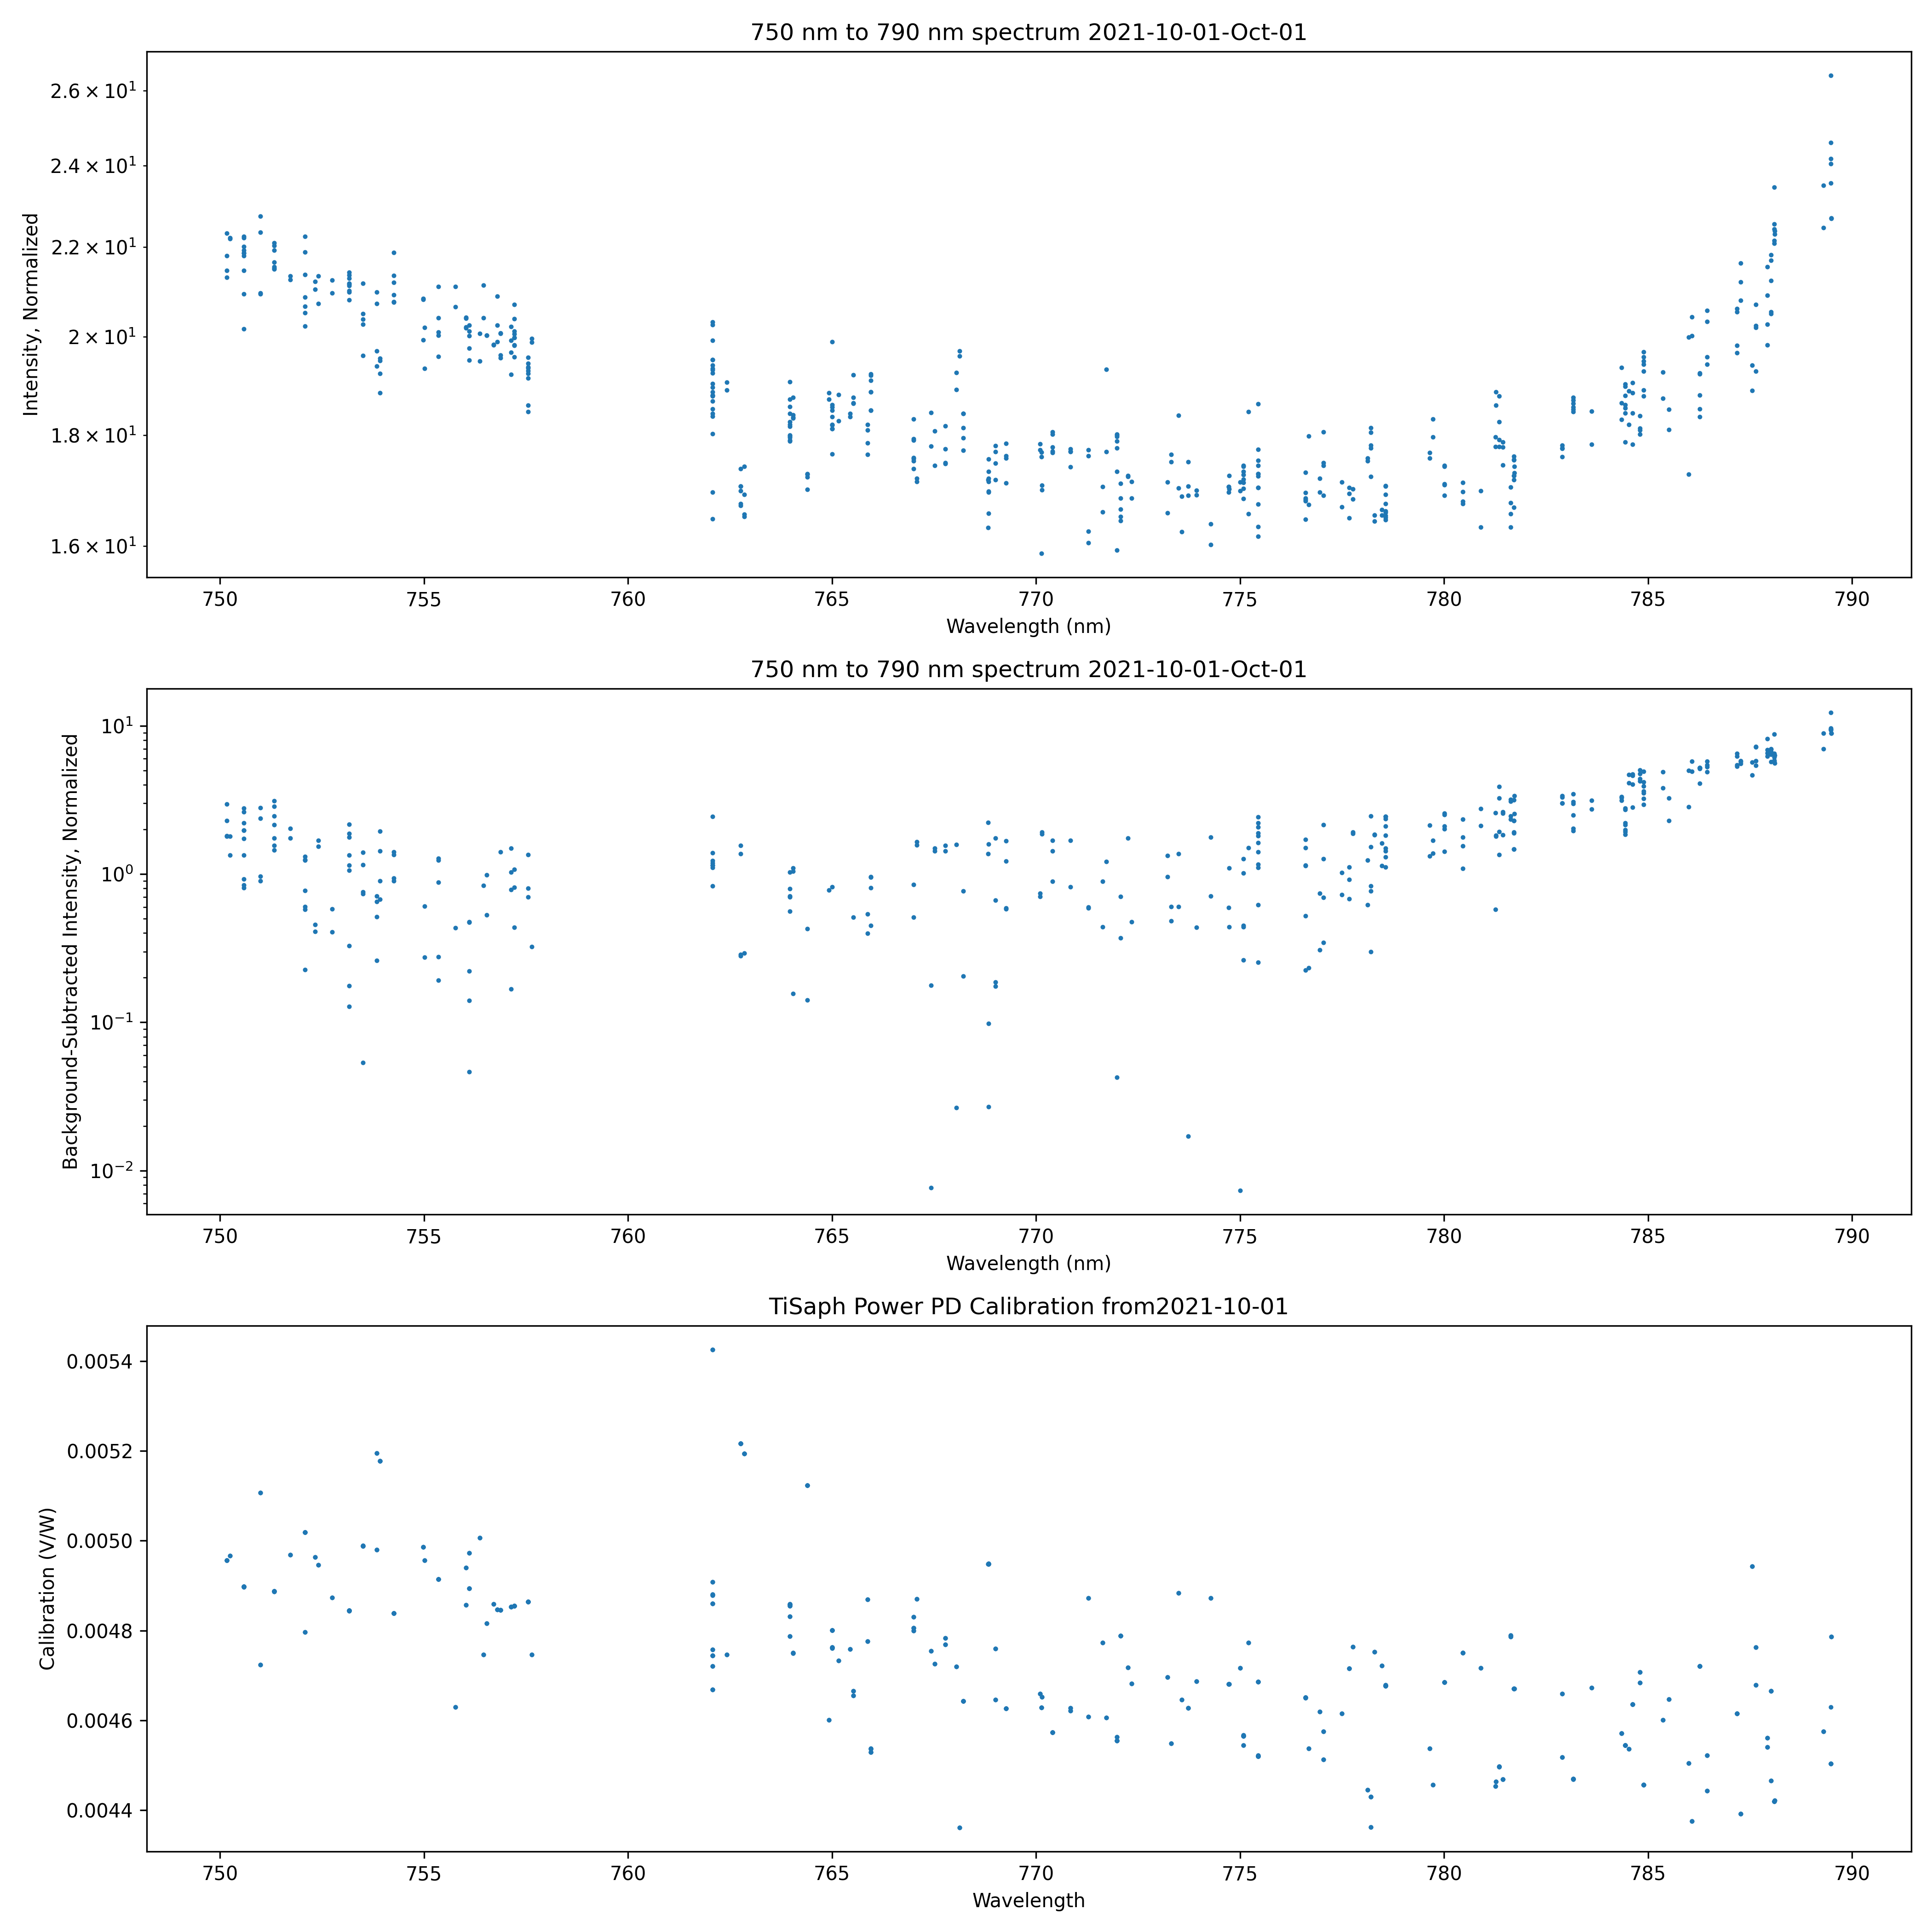 750 nm to 790 nm spectrum 2021-10-01-Oct-01
Intensity, Normalized
2.6 × 10¹
2.4 × 10¹
2.2 × 10¹
2 × 10¹
1.8 × 10¹
1.6 × 10¹
750 755 760 765 770 775 780 785 790
Wavelength (nm)
750 nm to 790 nm spectrum 2021-10-01-Oct-01
Background-Subtracted Intensity, Normalized
10¹
10⁰
10⁻¹
10⁻²
750 755 760 765 770 775 780 785 790
Wavelength (nm)
TiSaph Power PD Calibration from2021-10-01
Calibration (V/W)
0.0054
0.0052
0.0050
0.0048
0.0046
0.0044
750 755 760 765 770 775 780 785 790
Wavelength